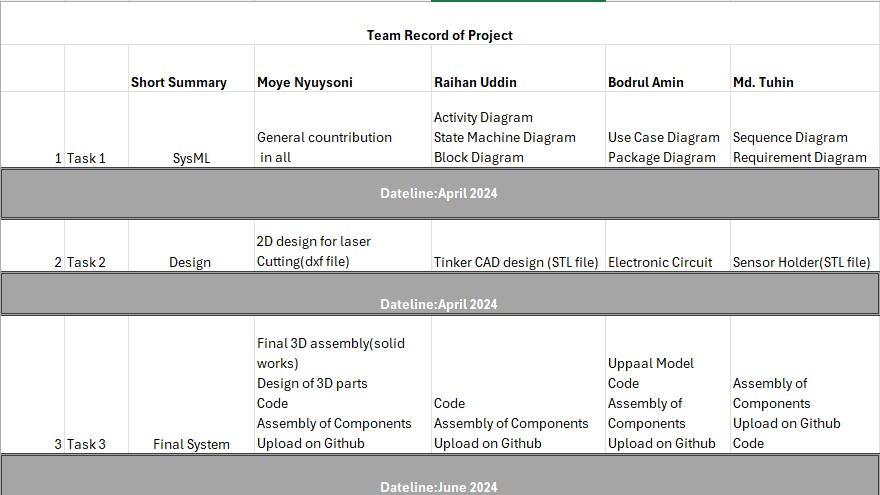 Team Record of Project
Short Summary Moye Nyuysoni Raihan Uddin Bodrul Amin Md. Tuhin
1 Task 1 SysML
General countribution
in all
Activity Diagram
State Machine Diagram
Block Diagram
Use Case Diagram
Package Diagram
Sequence Diagram
Requirement Diagram
Dateline:April 2024
2 Task 2 Design
2D design for laser
Cutting(dxf file)
Tinker CAD design (STL file)
Electronic Circuit
Sensor Holder(STL file)
Dateline:April 2024
3 Task 3 Final System
Final 3D assembly(solid
works)
Design of 3D parts
Code
Assembly of Components
Upload on Github
Code
Assembly of Components
Upload on Github
Uppaal Model
Code
Assembly of
Components
Upload on Github
Assembly of
Components
Upload on Github
Code
Dateline:June 2024